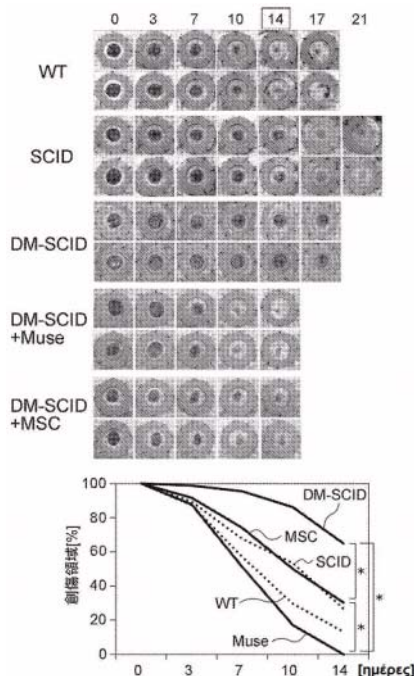 0 3 7 10 14 17 21
WT
SCID
DM-SCID
DM-SCID
+Muse
DM-SCID
+MSC
創傷領域[%]
100
80
60
40
20
0
DM-SCID
MSC
SCID
WT
Muse
*
*
*
0 3 7 10 14 [ημέρες]